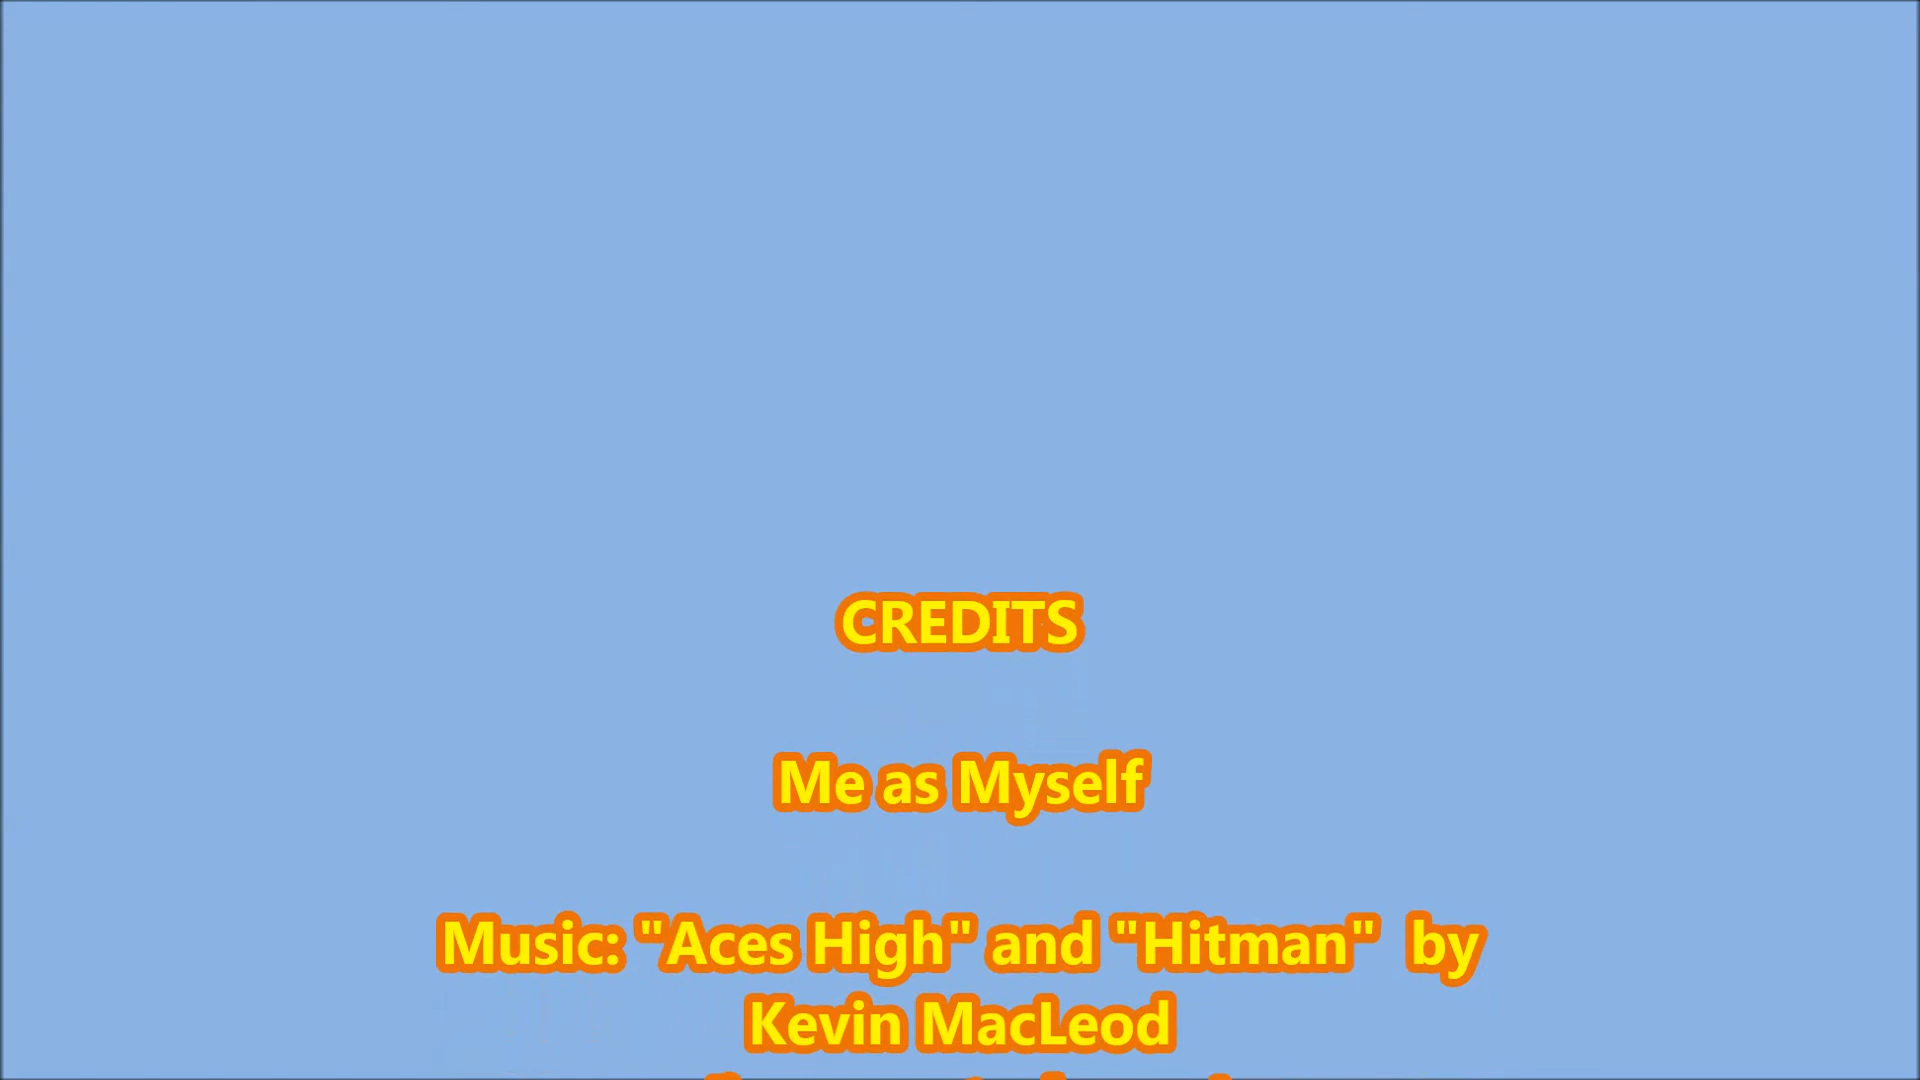 CREDITS
Me as Myself
Music: "Aces High" and "Hitman"  by
Kevin MacLeod